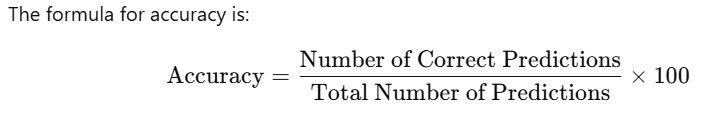 The formula for accuracy is:
Accuracy = Number of Correct Predictions / Total Number of Predictions × 100